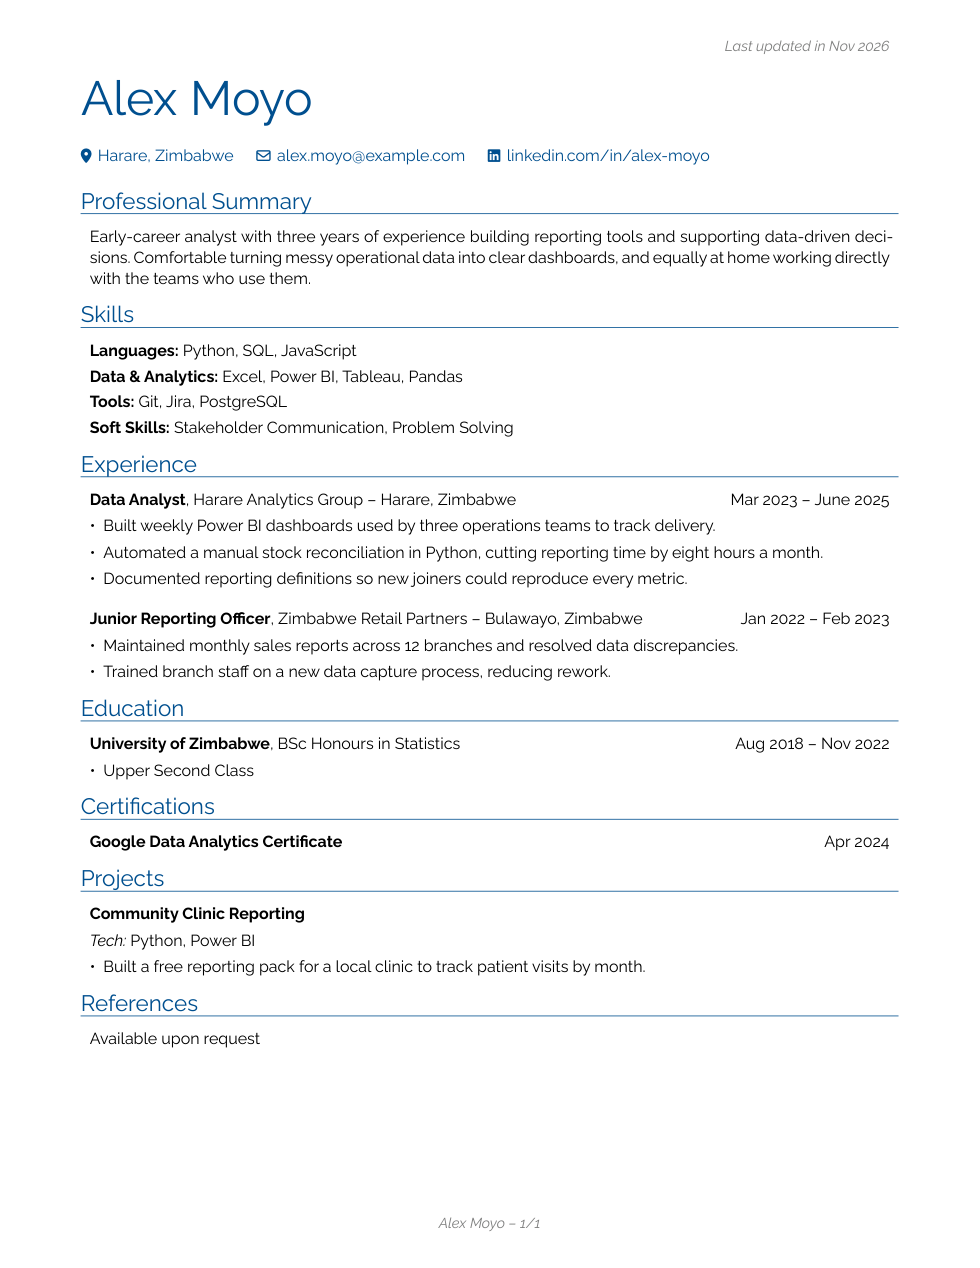 Last updated in Nov 2026
Alex Moyo
Harare, Zimbabwe alex.moyo@example.com linkedin.com/in/alex-moyo
Professional Summary
Early-career analyst with three years of experience building reporting tools and supporting data-driven deci-
sions. Comfortable turning messy operational data into clear dashboards, and equally at home working directly
with the teams who use them.
Skills
Languages: Python, SQL, JavaScript
Data & Analytics: Excel, Power BI, Tableau, Pandas
Tools: Git, Jira, PostgreSQL
Soft Skills: Stakeholder Communication, Problem Solving
Experience
Data Analyst, Harare Analytics Group – Harare, Zimbabwe Mar 2023 – June 2025
• Built weekly Power BI dashboards used by three operations teams to track delivery.
• Automated a manual stock reconciliation in Python, cutting reporting time by eight hours a month.
• Documented reporting definitions so new joiners could reproduce every metric.
Junior Reporting Officer, Zimbabwe Retail Partners – Bulawayo, Zimbabwe Jan 2022 – Feb 2023
• Maintained monthly sales reports across 12 branches and resolved data discrepancies.
• Trained branch staff on a new data capture process, reducing rework.
Education
University of Zimbabwe, BSc Honours in Statistics Aug 2018 – Nov 2022
• Upper Second Class
Certifications
Google Data Analytics Certificate Apr 2024
Projects
Community Clinic Reporting
Tech: Python, Power BI
• Built a free reporting pack for a local clinic to track patient visits by month.
References
Available upon request
Alex Moyo – 1/1